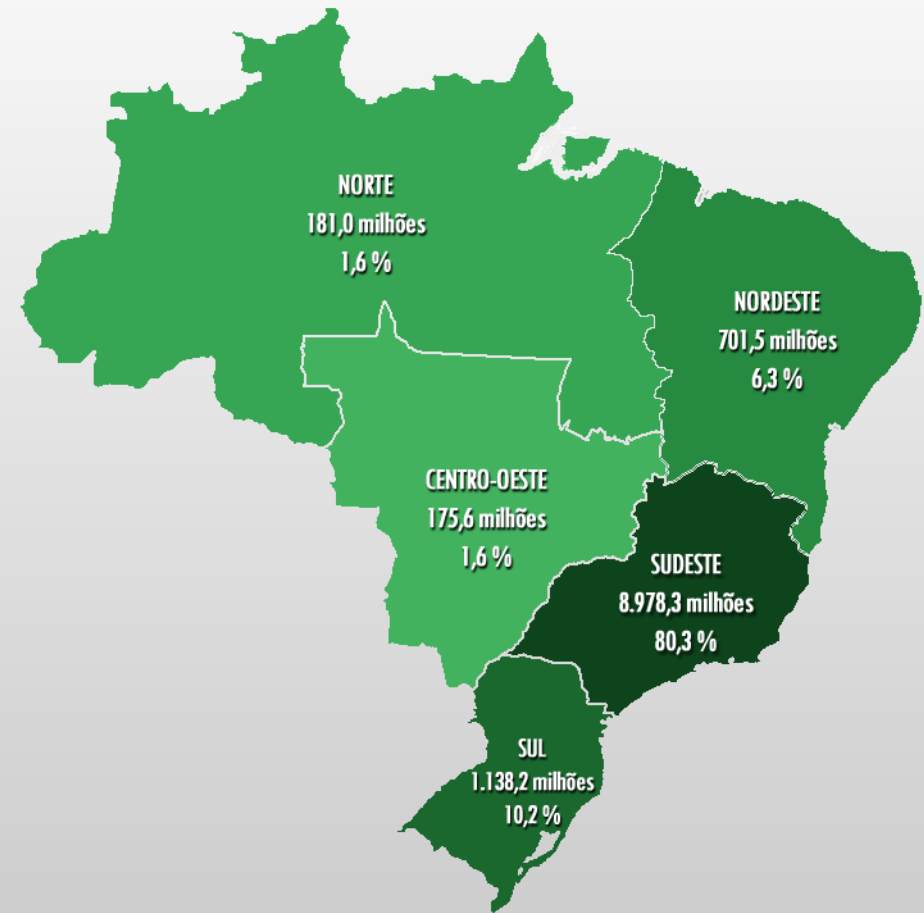 NORTE
181,0 milhões
1,6 %
NORDESTE
701,5 milhões
6,3 %
CENTRO-OESTE
175,6 milhões
1,6 %
SUDESTE
8.978,3 milhões
80,3 %
SUL
1.138,2 milhões
10,2 %